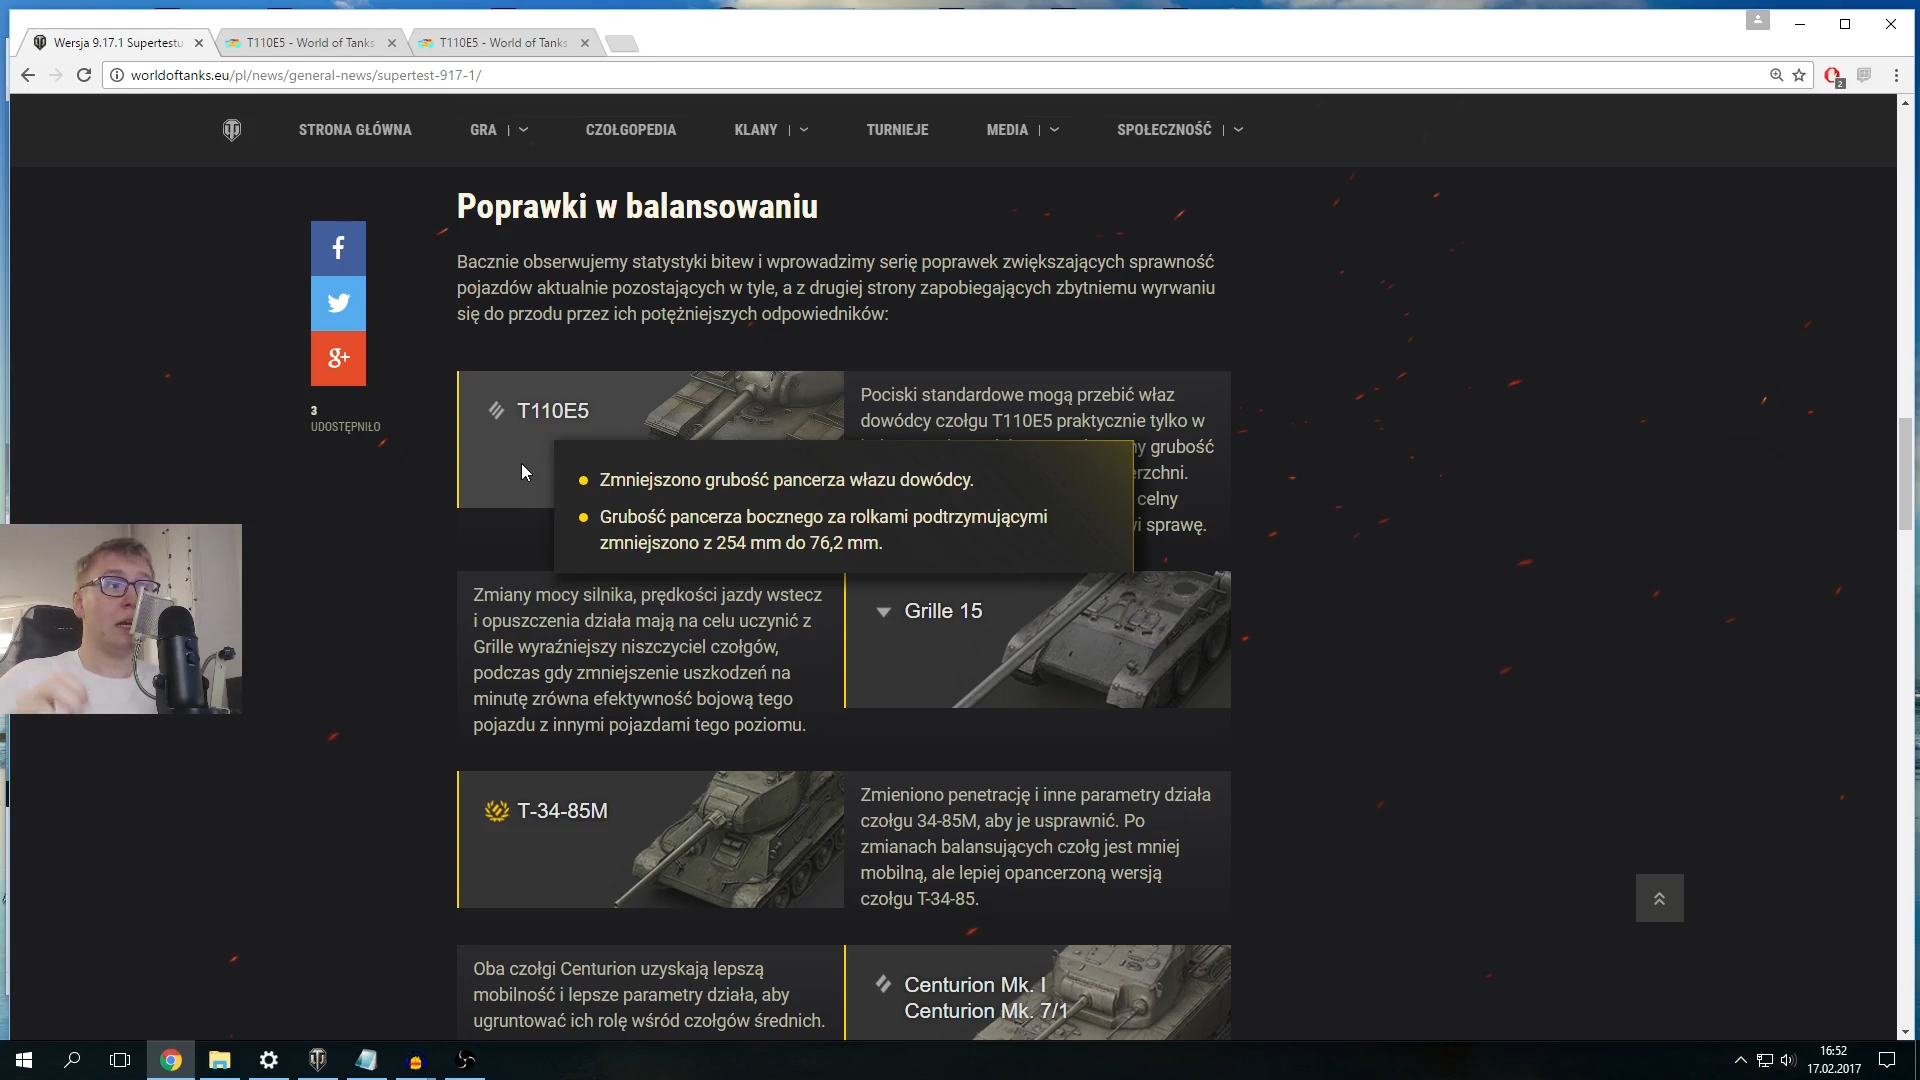 Wersja 9.17.1 Supertestu
T110E5 - World of Tanks
T110E5 - World of Tanks
worldoftanks.eu/pl/news/general-news/supertest-917-1/
2
STRONA GŁÓWNA
GRA
CZOŁGOPEDIA
KLANY
TURNIEJE
MEDIA
SPOŁECZNOŚĆ
Poprawki w balansowaniu
Bacznie obserwujemy statystyki bitew i wprowadzimy serię poprawek zwiększających sprawność
pojazdów aktualnie pozostających w tyle, a z drugiej strony zapobiegających zbytniemu wyrwaniu
się do przodu przez ich potężniejszych odpowiedników:
f
g+
3
UDOSTĘPNIŁO
T110E5
Pociski standardowe mogą przebić właz
dowódcy czołgu T110E5 praktycznie tylko w
grubość
celny
sprawę.
Zmniejszono grubość pancerza włazu dowódcy.
Grubość pancerza bocznego za rolkami podtrzymującymi
zmniejszono z 254 mm do 76,2 mm.
Zmiany mocy silnika, prędkości jazdy wstecz
i opuszczenia działa mają na celu uczynić z
Grille wyraźniejszy niszczyciel czołgów,
podczas gdy zmniejszenie uszkodzeń na
minutę zrówna efektywność bojową tego
pojazdu z innymi pojazdami tego poziomu.
Grille 15
T-34-85M
Zmieniono penetrację i inne parametry działa
czołgu 34-85M, aby je usprawnić. Po
zmianach balansujących czołg jest mniej
mobilną, ale lepiej opancerzoną wersją
czołgu T-34-85.
Oba czołgi Centurion uzyskają lepszą
mobilność i lepsze parametry działa, aby
ugruntować ich rolę wśród czołgów średnich.
Centurion Mk. I
Centurion Mk. 7/1
16:52
17.02.2017